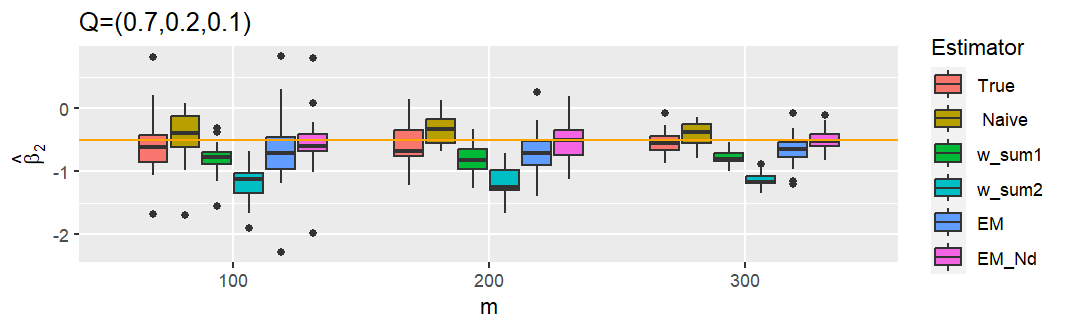 Q=(0.7,0.2,0.1)
Estimator
True
Naive
w_sum1
w_sum2
EM
EM_Nd
0
-1
-2
β̂2
100 200 300
m